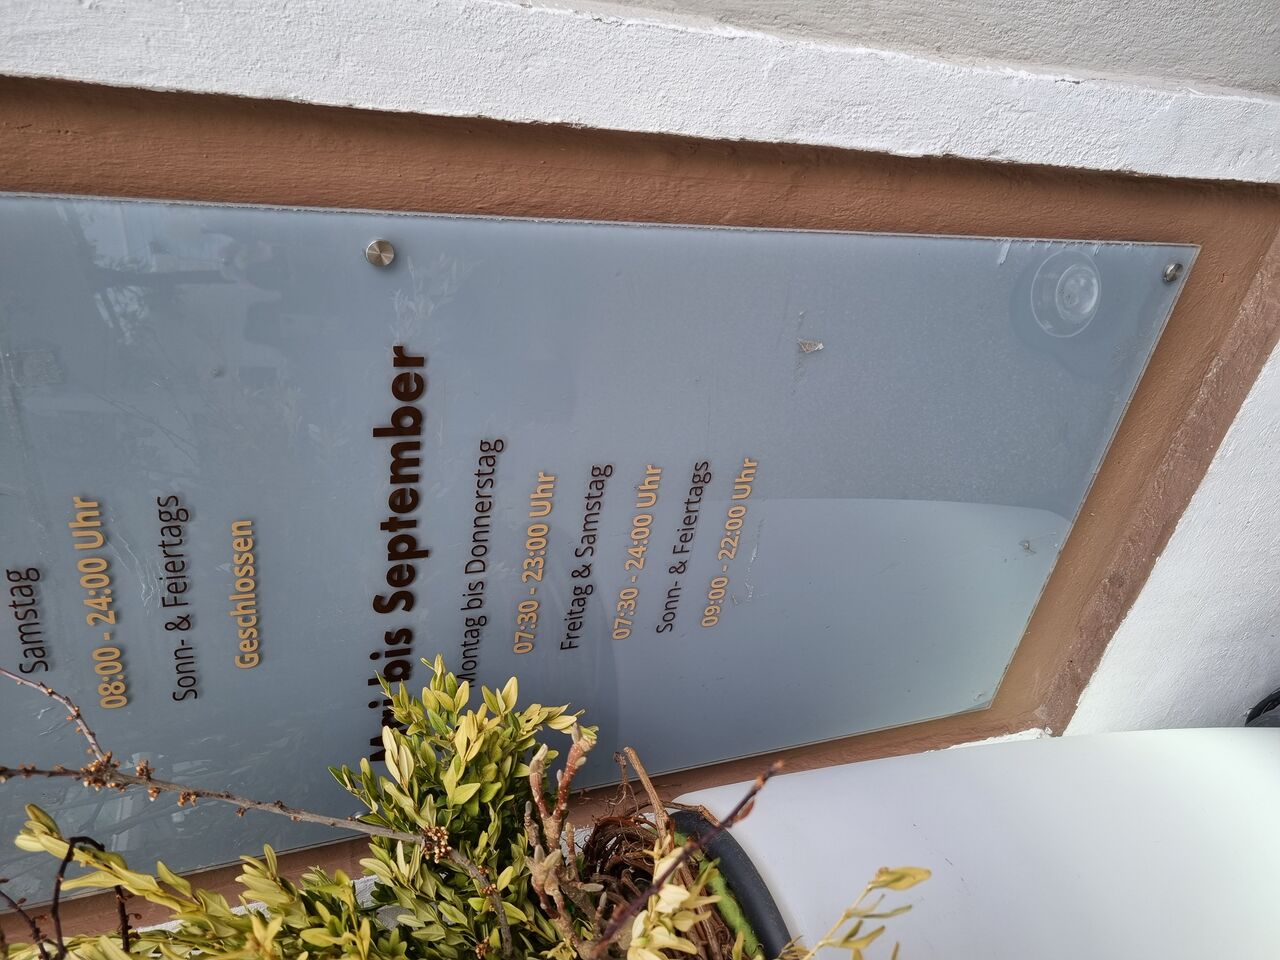 Samstag
08:00 - 24:00 Uhr
Sonn- & Feiertags
Geschlossen
bis September
Montag bis Donnerstag
07:30 - 23:00 Uhr
Freitag & Samstag
07:30 - 24:00 Uhr
Sonn- & Feiertags
09:00 - 22:00 Uhr